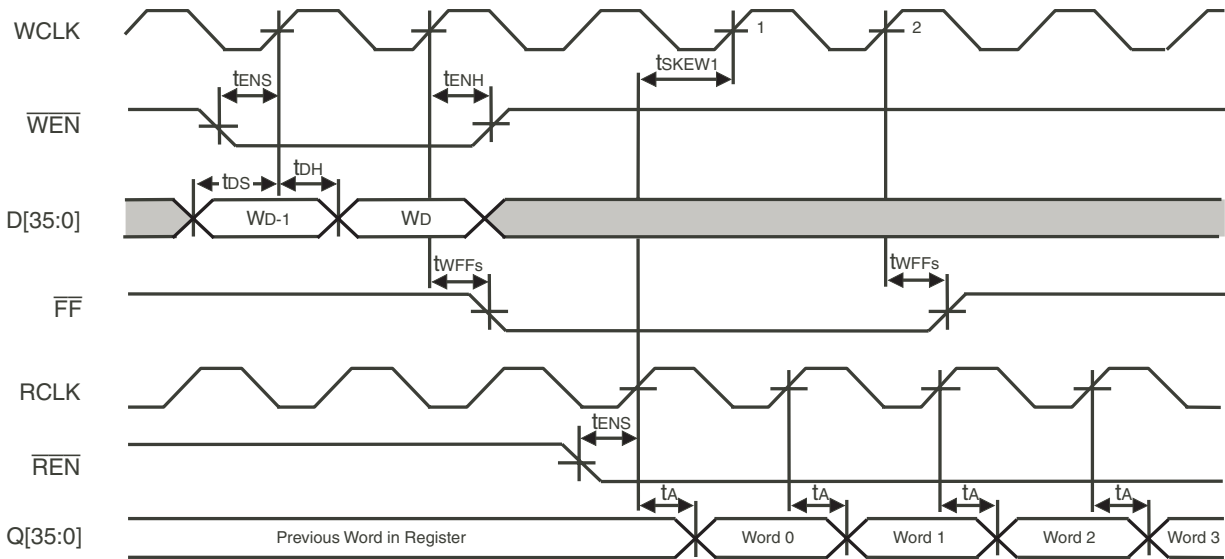 WCLK
1
2
tSKEW1
tENS
tENH
WEN
tDS
tDH
D[35:0]
WD-1
WD
tWFFs
tWFFs
FF
RCLK
tENS
REN
tA
tA
tA
tA
Q[35:0]
Previous Word in Register
Word 0
Word 1
Word 2
Word 3